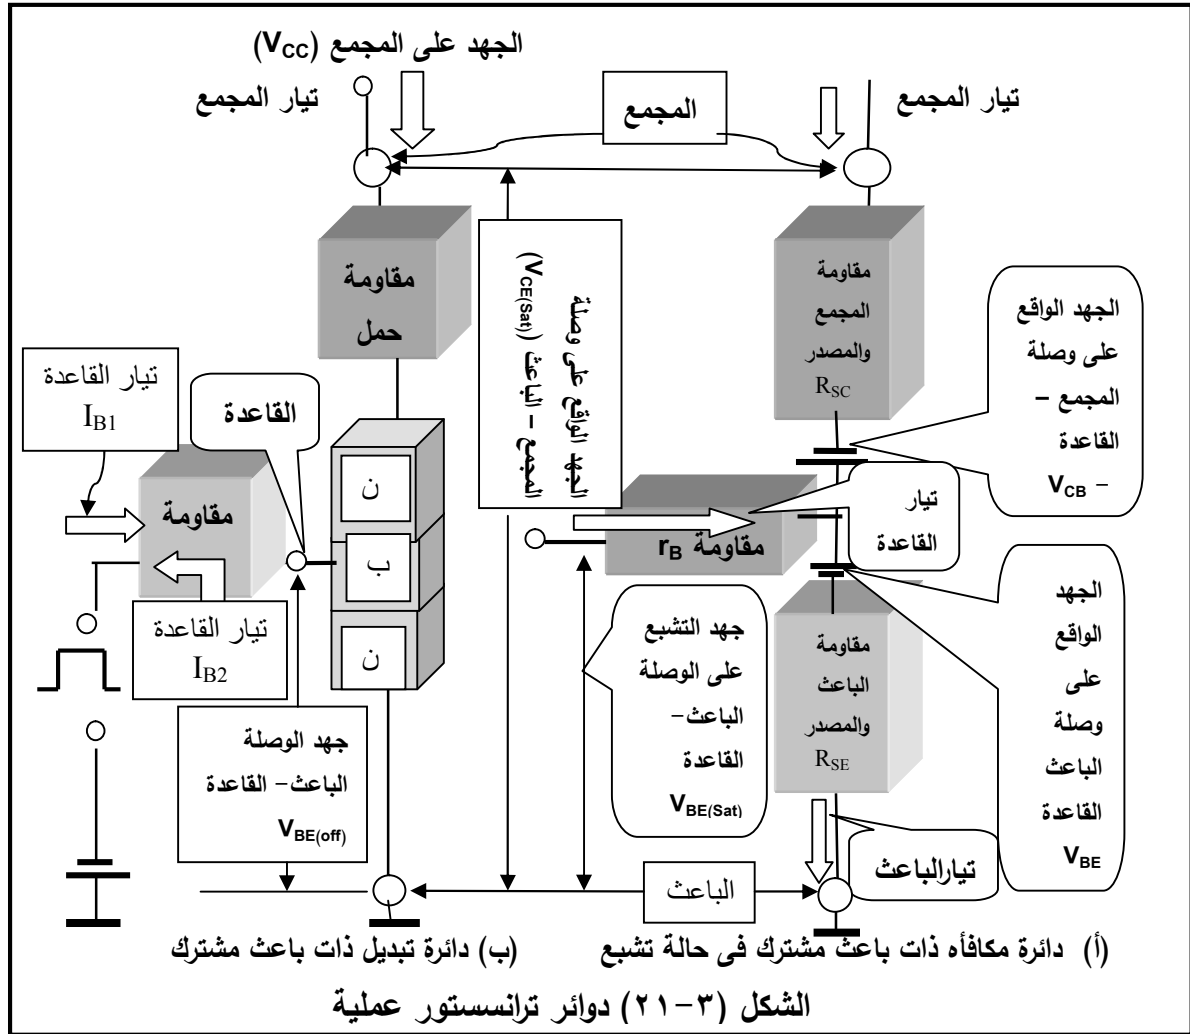 الجهد على المجمع (VCC)
تيار المجمع
المجمع
تيار المجمع
مقاومة
حمل
الجهد الواقع على وصلة
المجمع – الباعث (VCE(Sat))
مقاومة
المجمع
والمصدر
RSC
الجهد الواقع
على وصلة
المجمع –
القاعدة
VCB –
تيار القاعدة
IB1
القاعدة
مقاومة
ن
ب
ن
تيار
القاعدة
مقاومة rB
تيار القاعدة
IB2
جهد التشبع
على الوصلة
الباعث-
القاعدة
VBE(Sat)
مقاومة
الباعث
والمصدر
RSE
الجهد
الواقع
على
وصلة
الباعث
القاعدة
VBE
جهد الوصلة
الباعث- القاعدة
VBE(off)
تيارالباعث
الباعث
(أ) دائرة مكافأه ذات باعث مشترك فى حالة تشبع
(ب) دائرة تبديل ذات باعث مشترك
الشكل (٣-٢١) دوائر ترانسستور عملية